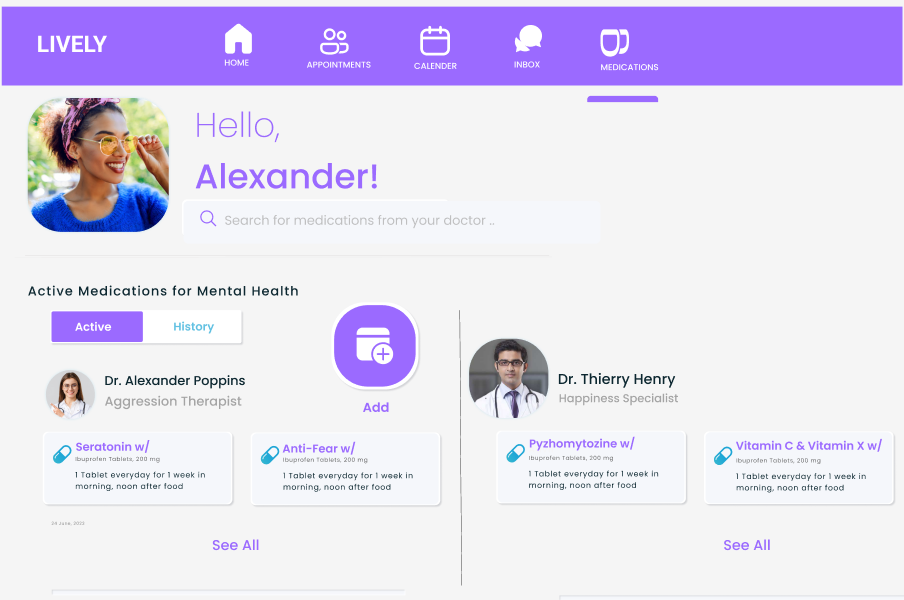 LIVELY
HOME
APPOINTMENTS
CALENDER
INBOX
MEDICATIONS
Hello,
Alexander!
Search for medications from your doctor ..
Active Medications for Mental Health
Active
History
Add
Dr. Alexander Poppins
Aggression Therapist
Seratonin w/
Ibuprofen Tablets, 200 mg
1 Tablet everyday for 1 week in
morning, noon after food
Anti-Fear w/
Ibuprofen Tablets, 200 mg
1 Tablet everyday for 1 week in
morning, noon after food
24 June, 2022
See All
Dr. Thierry Henry
Happiness Specialist
Pyzhomytozine w/
Ibuprofen Tablets, 200 mg
1 Tablet everyday for 1 week in
morning, noon after food
Vitamin C & Vitamin X w/
Ibuprofen Tablets, 200 mg
1 Tablet everyday for 1 week in
morning, noon after food
See All